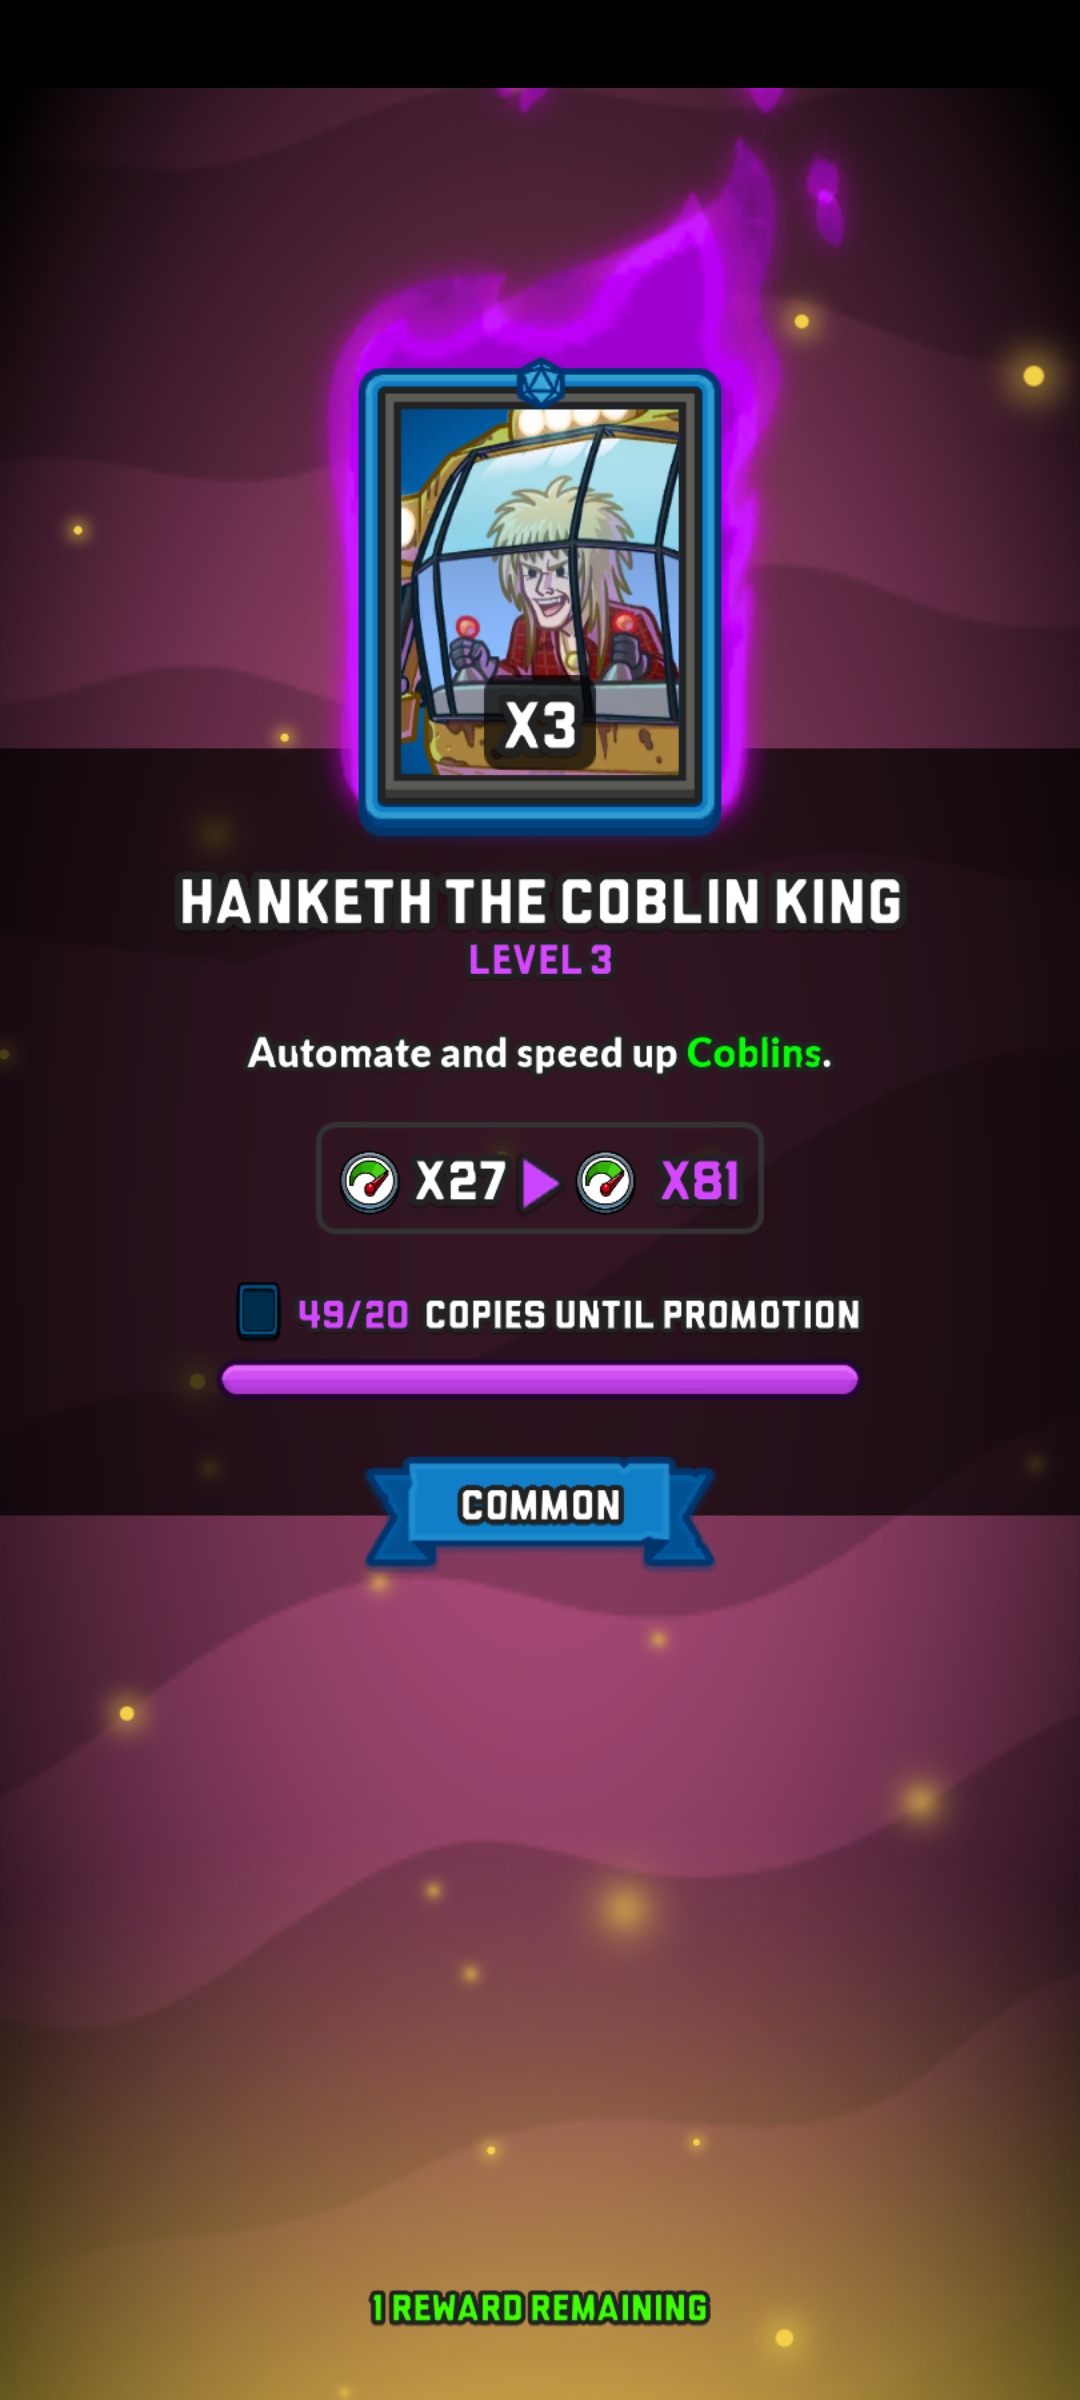 X3
HANKETH THE COBLIN KING
LEVEL 3
Automate and speed up Coblins.
X27 X81
49/20 COPIES UNTIL PROMOTION
COMMON
1 REWARD REMAINING